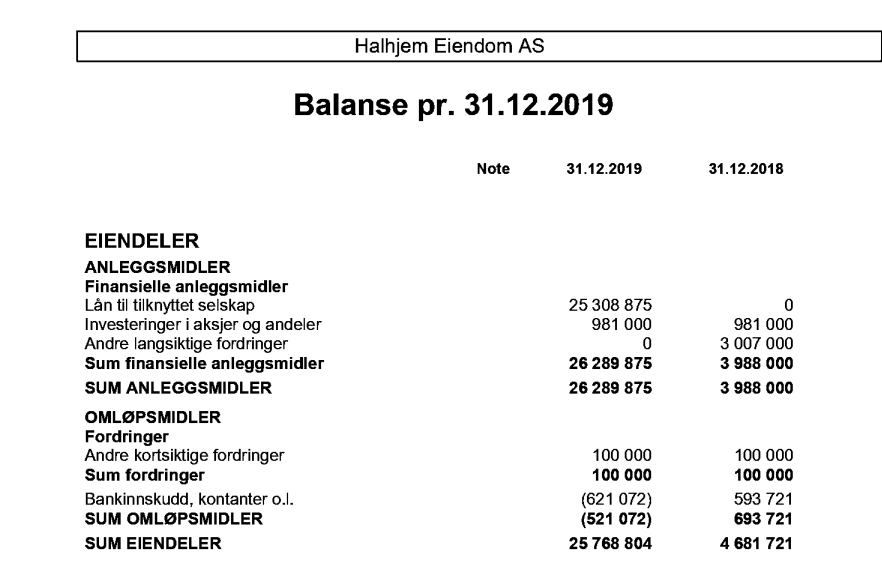 Halhjem Eiendom AS
Balanse pr. 31.12.2019
Note 31.12.2019 31.12.2018
EIENDELER
ANLEGGSMIDLER
Finansielle anleggsmidler
Lån til tilknyttet selskap 25 308 875 0
Investeringer i aksjer og andeler 981 000 981 000
Andre langsiktige fordringer 0 3 007 000
Sum finansielle anleggsmidler 26 289 875 3 988 000
SUM ANLEGGSMIDLER 26 289 875 3 988 000
OMLØPSMIDLER
Fordringer
Andre kortsiktige fordringer 100 000 100 000
Sum fordringer 100 000 100 000
Bankinnskudd, kontanter o.l. (621 072) 593 721
SUM OMLØPSMIDLER (521 072) 693 721
SUM EIENDELER 25 768 804 4 681 721